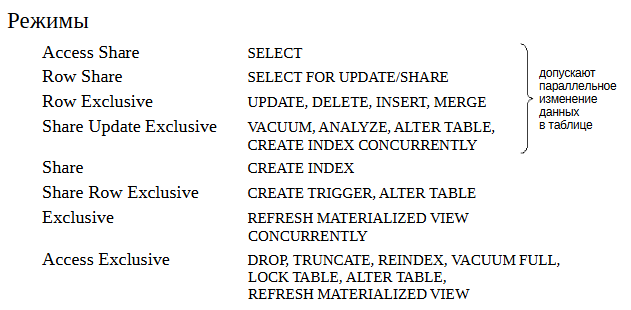 Режимы
Access Share SELECT
Row Share SELECT FOR UPDATE/SHARE
Row Exclusive UPDATE, DELETE, INSERT, MERGE
Share Update Exclusive VACUUM, ANALYZE, ALTER TABLE,
CREATE INDEX CONCURRENTLY
допускают
параллельное
изменение
данных
в таблице
Share CREATE INDEX
Share Row Exclusive CREATE TRIGGER, ALTER TABLE
Exclusive REFRESH MATERIALIZED VIEW
CONCURRENTLY
Access Exclusive DROP, TRUNCATE, REINDEX, VACUUM FULL,
LOCK TABLE, ALTER TABLE,
REFRESH MATERIALIZED VIEW